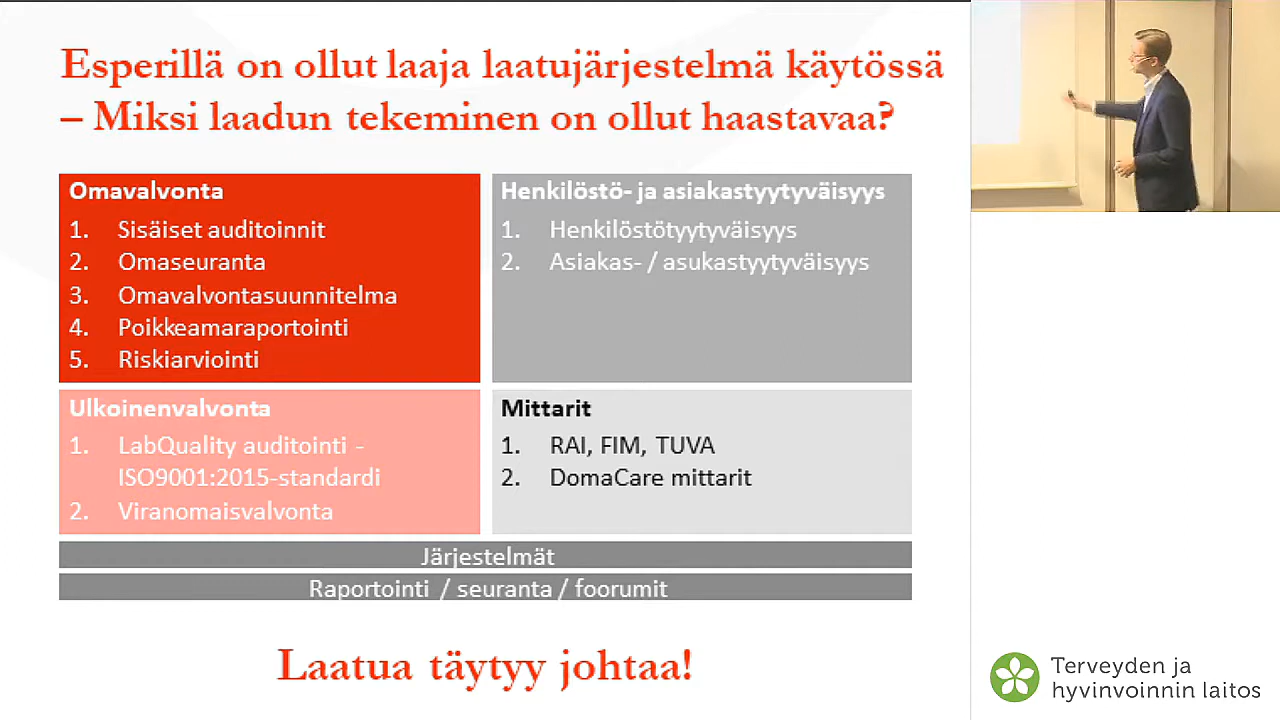 Esperillä on ollut laaja laatujärjestelmä käytössä
– Miksi laadun tekeminen on ollut haastavaa?
Omavalvonta
1. Sisäiset auditoinnit
2. Omaseuranta
3. Omavalvontasuunnitelma
4. Poikkeamaraportointi
5. Riskiarviointi
Henkilöstö- ja asiakastyytyväisyys
1. Henkilöstötyytyväisyys
2. Asiakas- / asukastyytyväisyys
Ulkoinenvalvonta
1. LabQuality auditointi -
ISO9001:2015-standardi
2. Viranomaisvalvonta
Mittarit
1. RAI, FIM, TUVA
2. DomaCare mittarit
Järjestelmät
Raportointi / seuranta / foorumit
Laatua täytyy johtaa!
Terveyden ja
hyvinvoinnin laitos